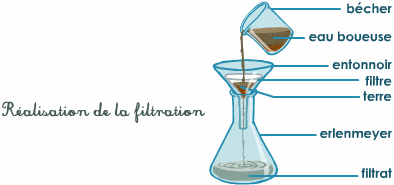 bécher
eau boueuse
entonnoir
filtre
terre
Réalisation de la filtration
erlenmeyer
filtrat